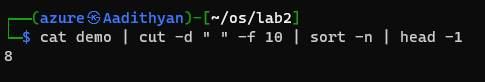 ┌──(azure㉿Aadithyan)-[~/os/lab2]
└─$ cat demo | cut -d " " -f 10 | sort -n | head -1
8